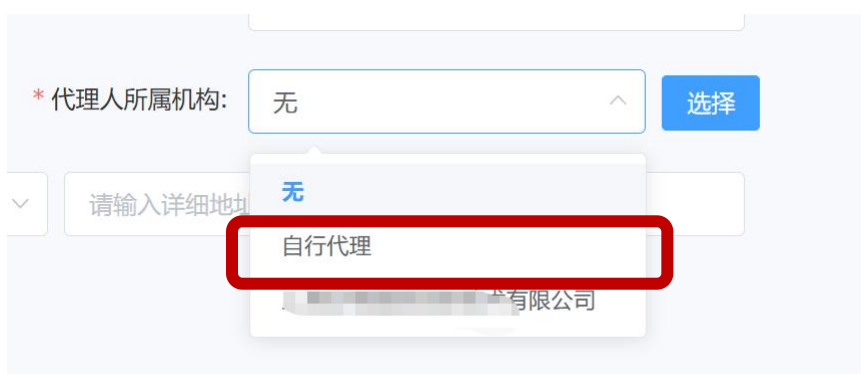 * 代理人所属机构:
无
选择
请输入详细地
无
自行代理
有限公司